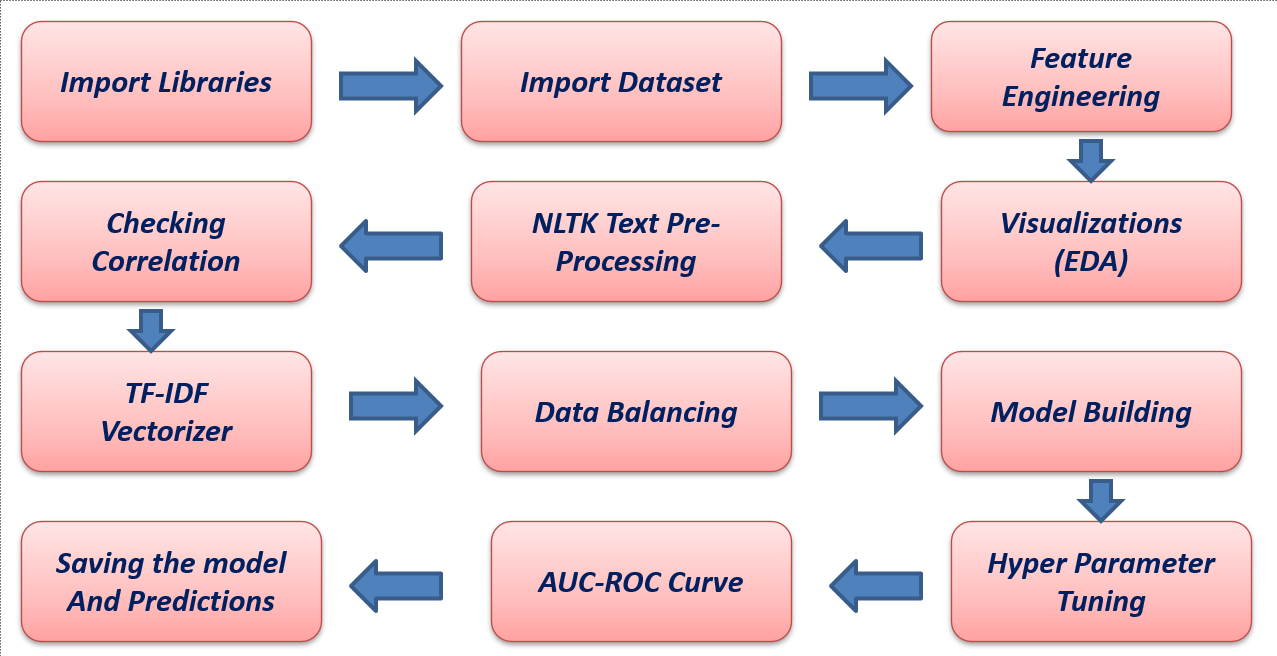 Import Libraries
Import Dataset
Feature
Engineering
Visualizations
(EDA)
NLTK Text Pre-
Processing
Checking
Correlation
TF-IDF
Vectorizer
Data Balancing
Model Building
Hyper Parameter
Tuning
AUC-ROC Curve
Saving the model
And Predictions